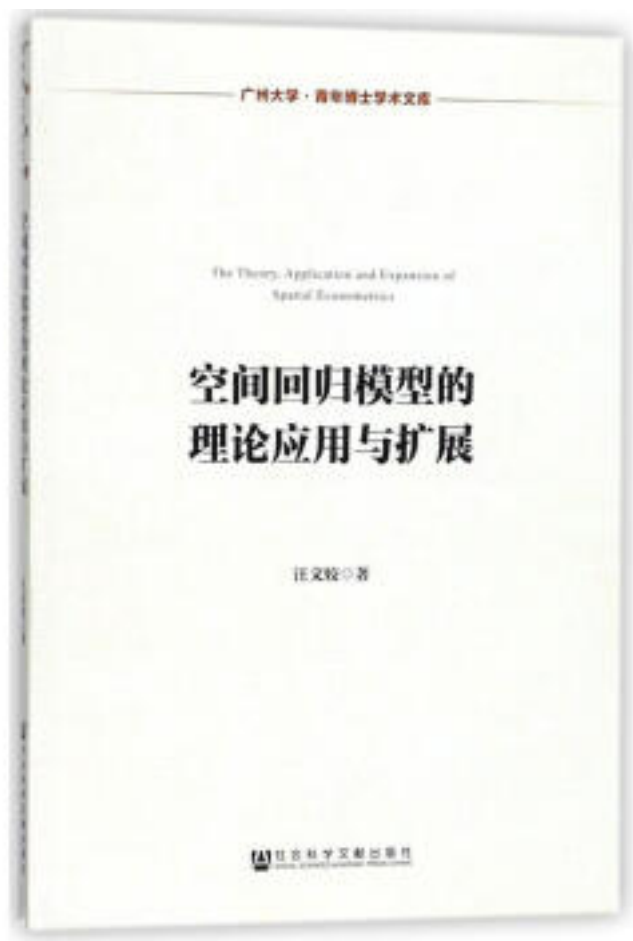 广州大学·青年博士学术文库
The Theory, Application and Expansion of
Spatial Econometrics
空间回归模型的
理论应用与扩展
汪文姣◇著
社会科学文献出版社